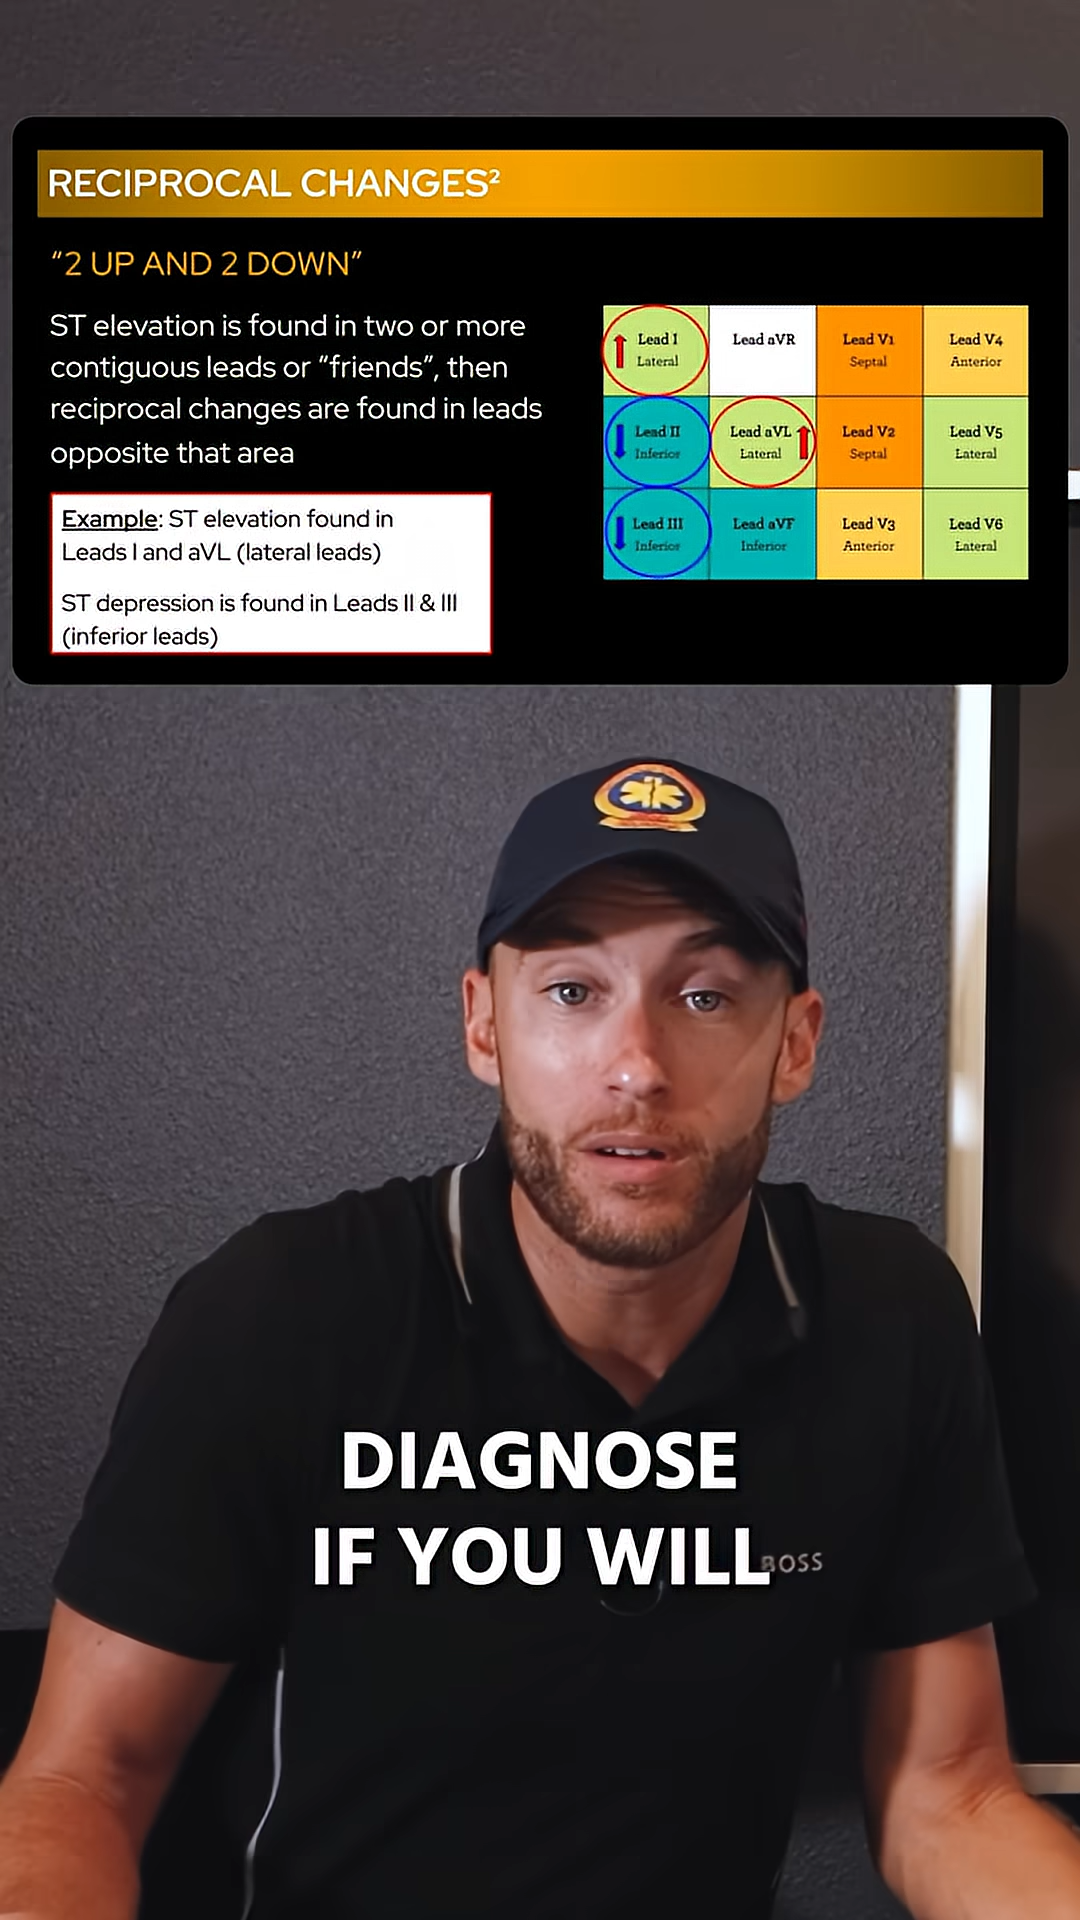 RECIPROCAL CHANGES²
"2 UP AND 2 DOWN"
ST elevation is found in two or more
contiguous leads or "friends", then
reciprocal changes are found in leads
opposite that area
Example: ST elevation found in
Leads I and aVL (lateral leads)
ST depression is found in Leads II & III
(inferior leads)
Lead I
Lateral
Lead aVR
Lead V1
Septal
Lead V4
Anterior
Lead II
Inferior
Lead aVL
Lateral
Lead V2
Septal
Lead V5
Lateral
Lead III
Inferior
Lead aVF
Inferior
Lead V3
Anterior
Lead V6
Lateral
DIAGNOSE
IF YOU WILL
BOSS